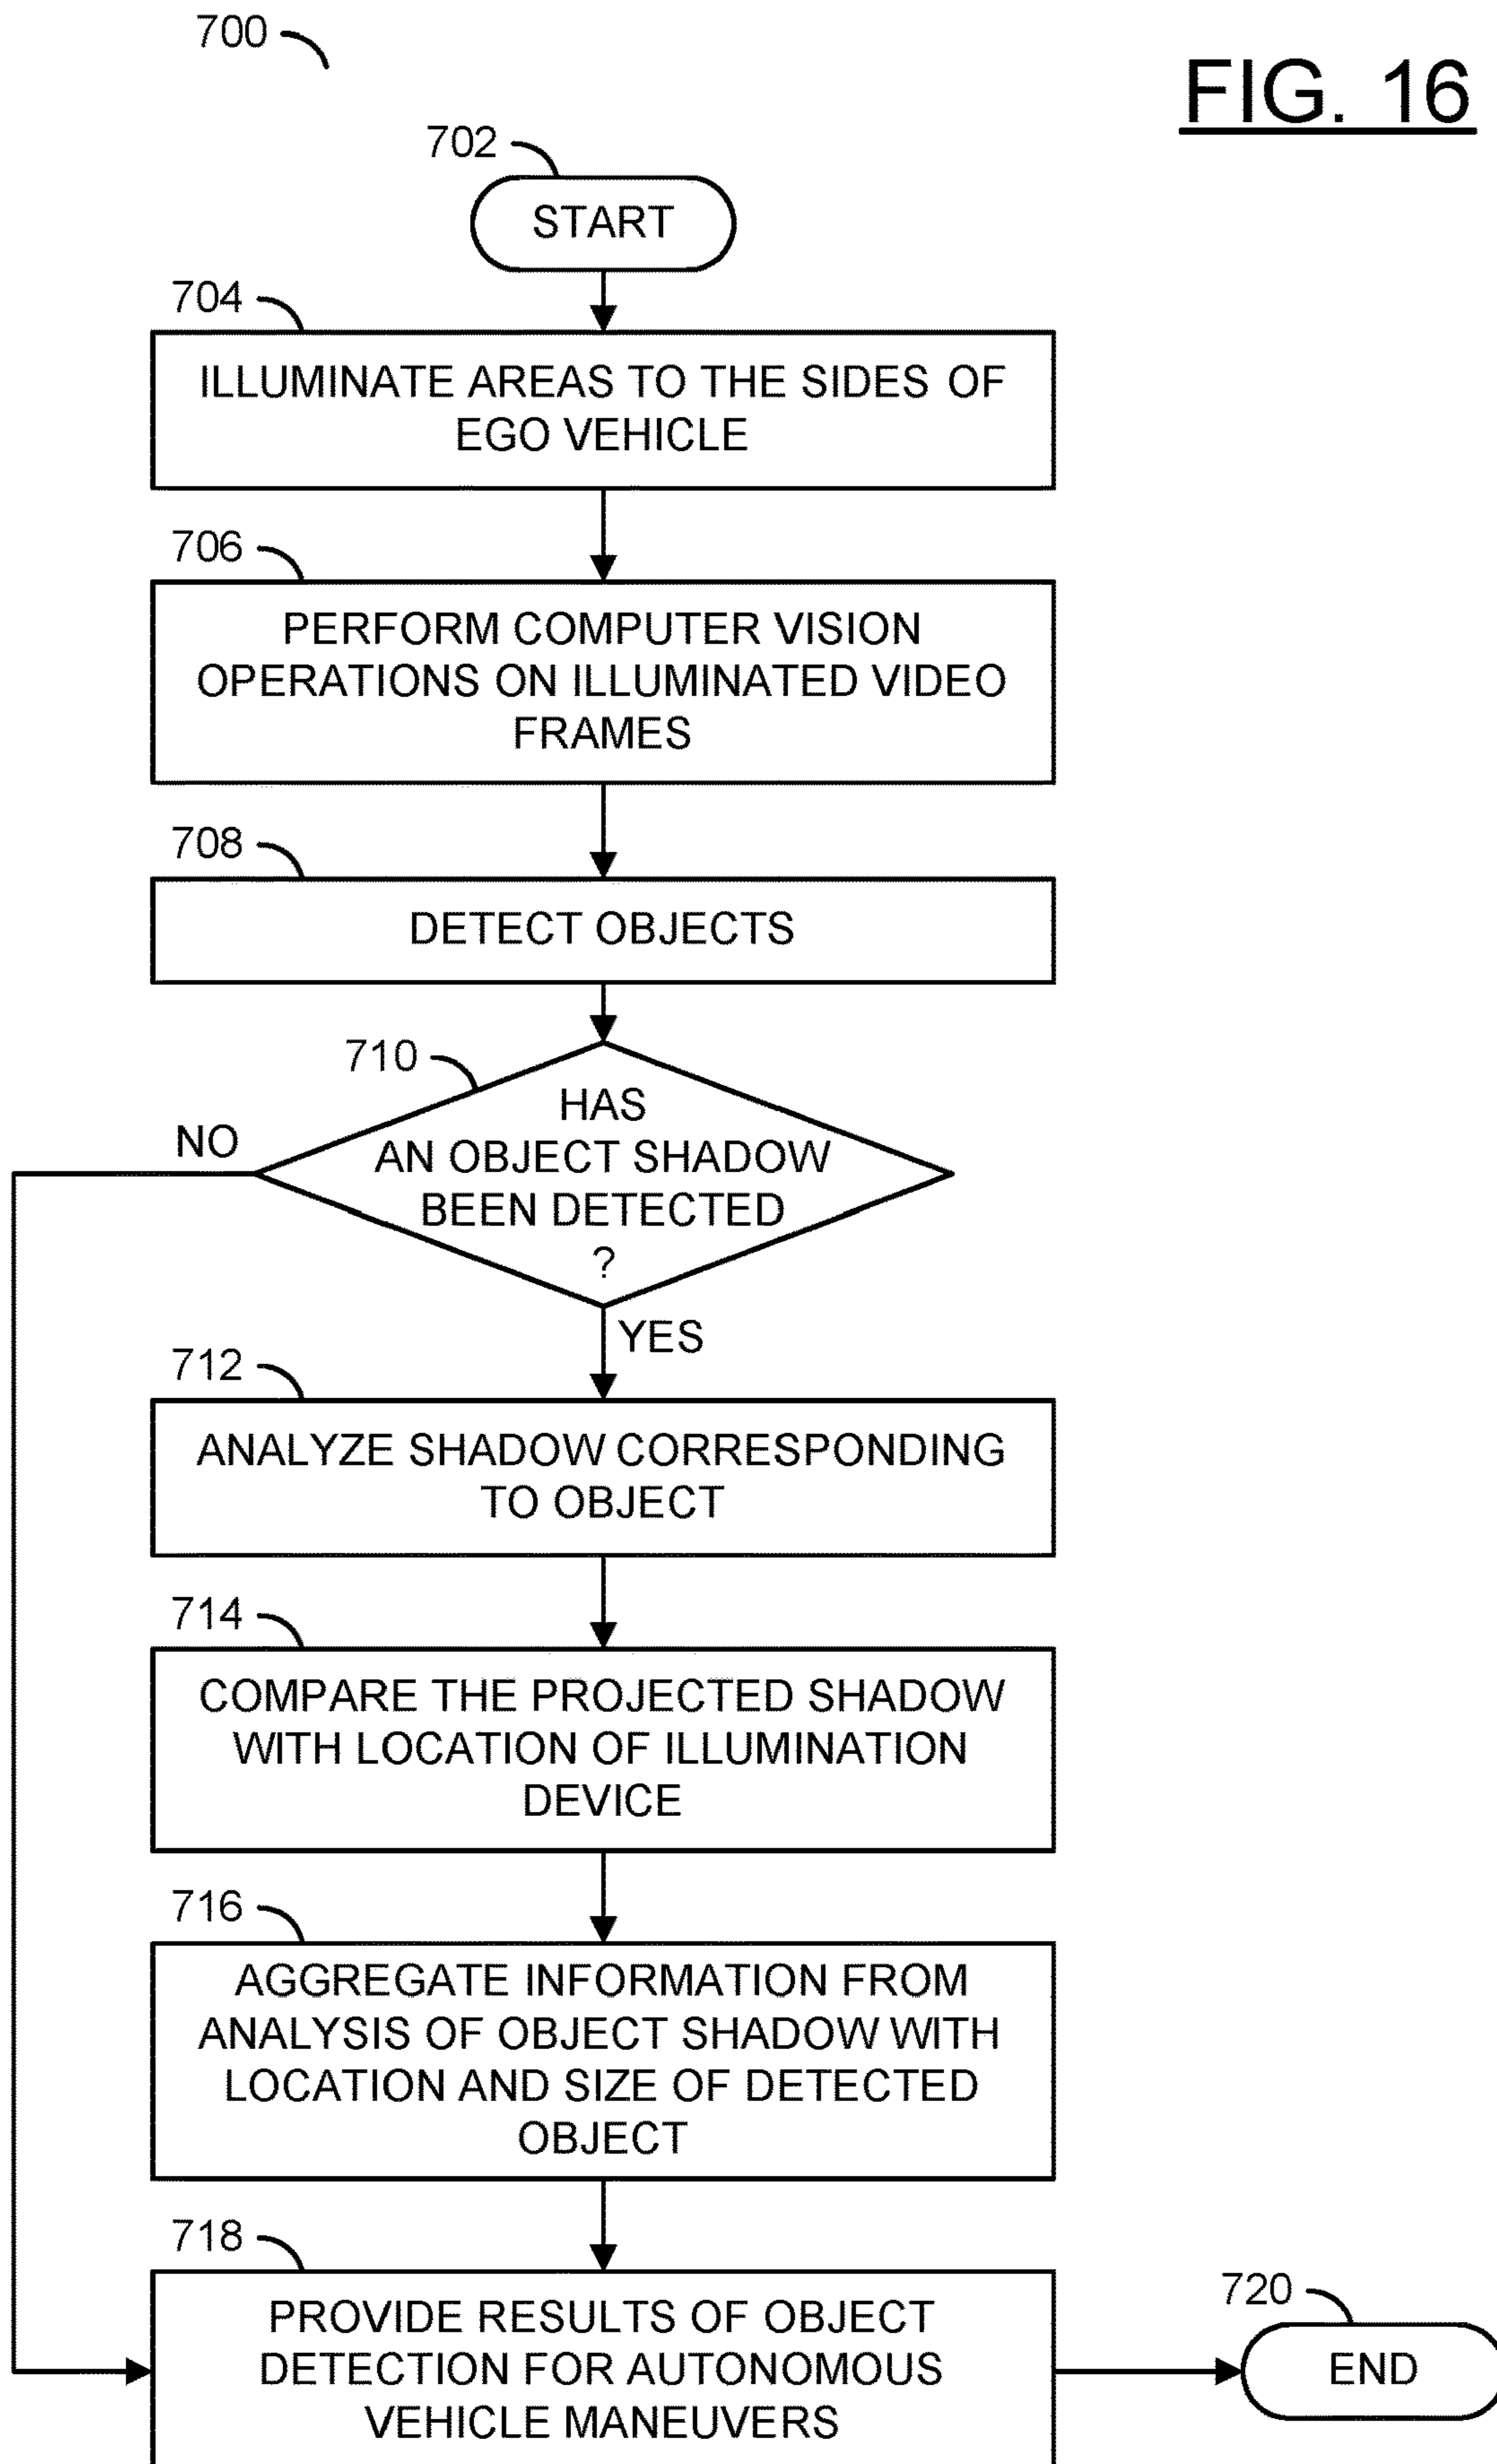 700
FIG. 16
702
START
704
ILLUMINATE AREAS TO THE SIDES OF
EGO VEHICLE
706
PERFORM COMPUTER VISION
OPERATIONS ON ILLUMINATED VIDEO
FRAMES
708
DETECT OBJECTS
710
HAS
AN OBJECT SHADOW
BEEN DETECTED
?
NO
YES
712
ANALYZE SHADOW CORRESPONDING
TO OBJECT
714
COMPARE THE PROJECTED SHADOW
WITH LOCATION OF ILLUMINATION
DEVICE
716
AGGREGATE INFORMATION FROM
ANALYSIS OF OBJECT SHADOW WITH
LOCATION AND SIZE OF DETECTED
OBJECT
718
PROVIDE RESULTS OF OBJECT
DETECTION FOR AUTONOMOUS
VEHICLE MANEUVERS
720
END